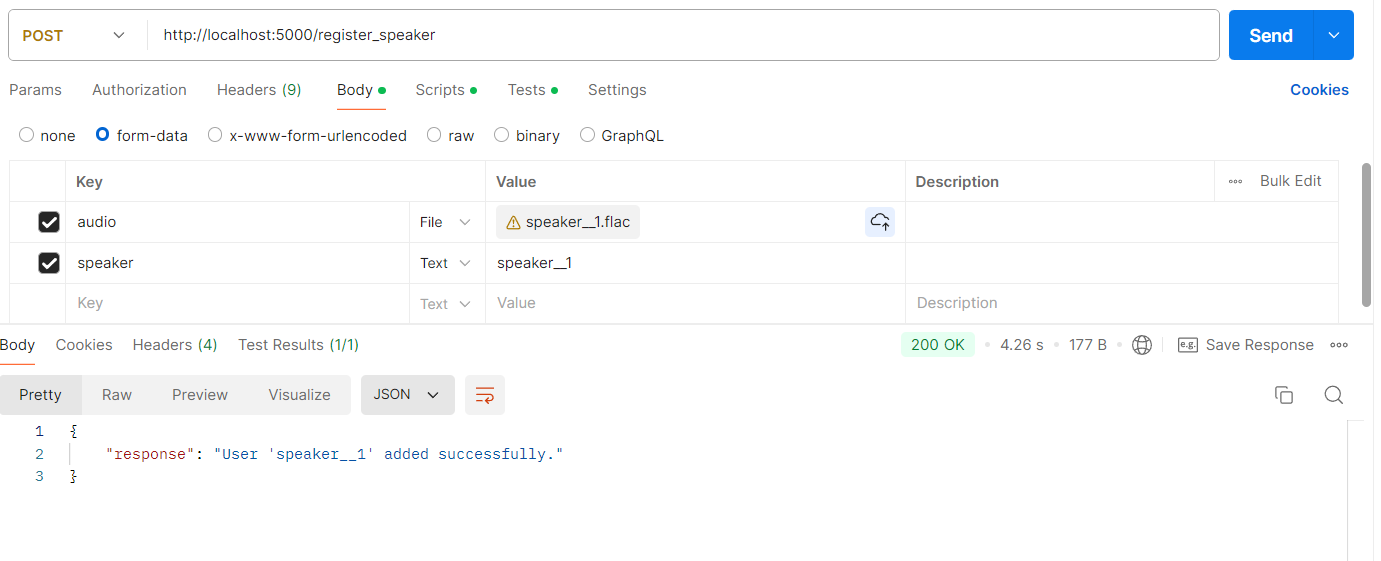 POST http://localhost:5000/register_speaker Send
Params Authorization Headers (9) Body Scripts Tests Settings Cookies
none form-data x-www-form-urlencoded raw binary GraphQL
Key Value Description Bulk Edit
audio File speaker__1.flac
speaker Text speaker__1
Key Text Value Description
Body Cookies Headers (4) Test Results (1/1) 200 OK 4.26 s 177 B e.g. Save Response
Pretty Raw Preview Visualize JSON
1 {
2 "response": "User 'speaker__1' added successfully."
3 }